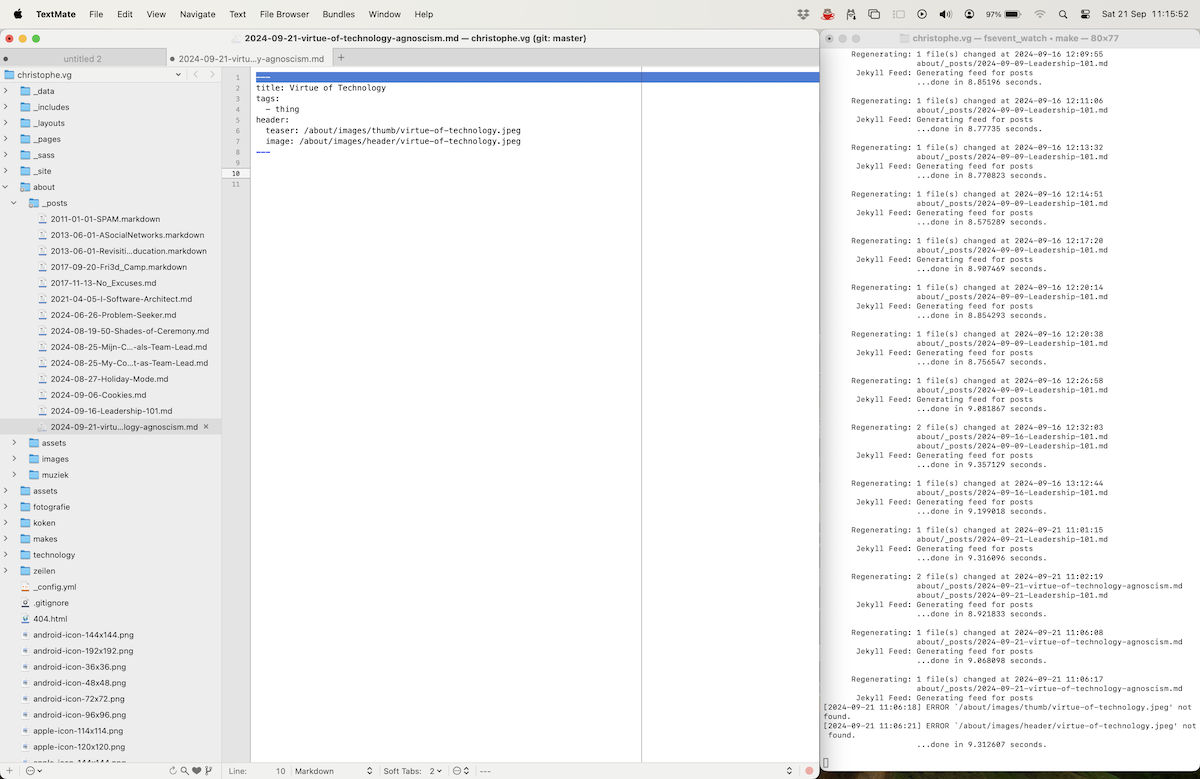 TextMate File Edit View Navigate Text File Browser Bundles Window Help
97% Sat 21 Sep 11:15:52
2024-09-21-virtue-of-technology-agnoscism.md — christophe.vg (git: master)
untitled 2
2024-09-21-virtu...y-agnoscism.md
christophe.vg
_data
_includes
_layouts
_pages
_sass
_site
about
_posts
2011-01-01-SPAM.markdown
2013-06-01-ASocialNetworks.markdown
2013-06-01-Revisiti...ducation.markdown
2017-09-20-Fri3d_Camp.markdown
2017-11-13-No_Excuses.md
2021-04-05-I-Software-Architect.md
2024-06-26-Problem-Seeker.md
2024-08-19-50-Shades-of-Ceremony.md
2024-08-25-Mijn-C...-als-Team-Lead.md
2024-08-25-My-Co...t-as-Team-Lead.md
2024-08-27-Holiday-Mode.md
2024-09-06-Cookies.md
2024-09-16-Leadership-101.md
2024-09-21-virtu...logy-agnoscism.md
assets
images
muziek
assets
fotografie
koken
makes
technology
zeilen
_config.yml
.gitignore
404.html
android-icon-144x144.png
android-icon-192x192.png
android-icon-36x36.png
android-icon-48x48.png
android-icon-72x72.png
android-icon-96x96.png
apple-icon-114x114.png
apple-icon-120x120.png
1 ---
2 title: Virtue of Technology
3 tags:
4 - thing
5 header:
6 teaser: /about/images/thumb/virtue-of-technology.jpeg
7 image: /about/images/header/virtue-of-technology.jpeg
8 ---
9
10
11
Line: 10 Markdown Soft Tabs: 2 ---
christophe.vg — fsevent_watch • make — 80×77
Regenerating: 1 file(s) changed at 2024-09-16 12:09:55
about/_posts/2024-09-09-Leadership-101.md
Jekyll Feed: Generating feed for posts
...done in 8.85196 seconds.
Regenerating: 1 file(s) changed at 2024-09-16 12:11:06
about/_posts/2024-09-09-Leadership-101.md
Jekyll Feed: Generating feed for posts
...done in 8.77735 seconds.
Regenerating: 1 file(s) changed at 2024-09-16 12:13:32
about/_posts/2024-09-09-Leadership-101.md
Jekyll Feed: Generating feed for posts
...done in 8.770823 seconds.
Regenerating: 1 file(s) changed at 2024-09-16 12:14:51
about/_posts/2024-09-09-Leadership-101.md
Jekyll Feed: Generating feed for posts
...done in 8.575289 seconds.
Regenerating: 1 file(s) changed at 2024-09-16 12:17:20
about/_posts/2024-09-09-Leadership-101.md
Jekyll Feed: Generating feed for posts
...done in 8.907469 seconds.
Regenerating: 1 file(s) changed at 2024-09-16 12:20:14
about/_posts/2024-09-09-Leadership-101.md
Jekyll Feed: Generating feed for posts
...done in 8.854293 seconds.
Regenerating: 1 file(s) changed at 2024-09-16 12:20:38
about/_posts/2024-09-09-Leadership-101.md
Jekyll Feed: Generating feed for posts
...done in 8.756547 seconds.
Regenerating: 1 file(s) changed at 2024-09-16 12:26:58
about/_posts/2024-09-09-Leadership-101.md
Jekyll Feed: Generating feed for posts
...done in 9.081867 seconds.
Regenerating: 2 file(s) changed at 2024-09-16 12:32:03
about/_posts/2024-09-16-Leadership-101.md
about/_posts/2024-09-09-Leadership-101.md
Jekyll Feed: Generating feed for posts
...done in 9.357129 seconds.
Regenerating: 1 file(s) changed at 2024-09-16 13:12:44
about/_posts/2024-09-16-Leadership-101.md
Jekyll Feed: Generating feed for posts
...done in 9.199018 seconds.
Regenerating: 1 file(s) changed at 2024-09-21 11:01:15
about/_posts/2024-09-21-Leadership-101.md
Jekyll Feed: Generating feed for posts
...done in 9.316096 seconds.
Regenerating: 2 file(s) changed at 2024-09-21 11:02:19
about/_posts/2024-09-21-virtue-of-technology-agnoscism.md
about/_posts/2024-09-21-Leadership-101.md
Jekyll Feed: Generating feed for posts
...done in 8.921833 seconds.
Regenerating: 1 file(s) changed at 2024-09-21 11:06:08
about/_posts/2024-09-21-virtue-of-technology-agnoscism.md
Jekyll Feed: Generating feed for posts
...done in 9.068098 seconds.
Regenerating: 1 file(s) changed at 2024-09-21 11:06:17
about/_posts/2024-09-21-virtue-of-technology-agnoscism.md
Jekyll Feed: Generating feed for posts
[2024-09-21 11:06:18] ERROR `/about/images/thumb/virtue-of-technology.jpeg' not
found.
[2024-09-21 11:06:21] ERROR `/about/images/header/virtue-of-technology.jpeg' not
found.
...done in 9.312607 seconds.